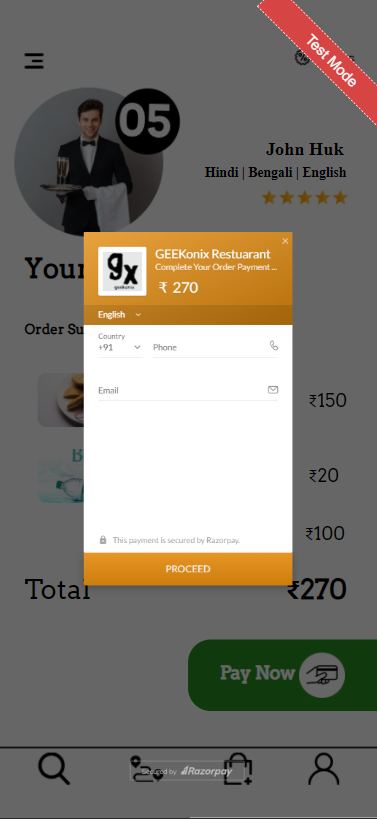 Test Mode
05
John Huk
Hindi | Bengali | English
GEEKonix Restuarant
Complete Your Order Payment ...
₹ 270
gx
geekonix
English
Your
Order Su
Country
+91
Phone
Email
₹150
₹20
₹100
This payment is secured by Razorpay.
PROCEED
Total
₹270
Pay Now
Secured by Razorpay